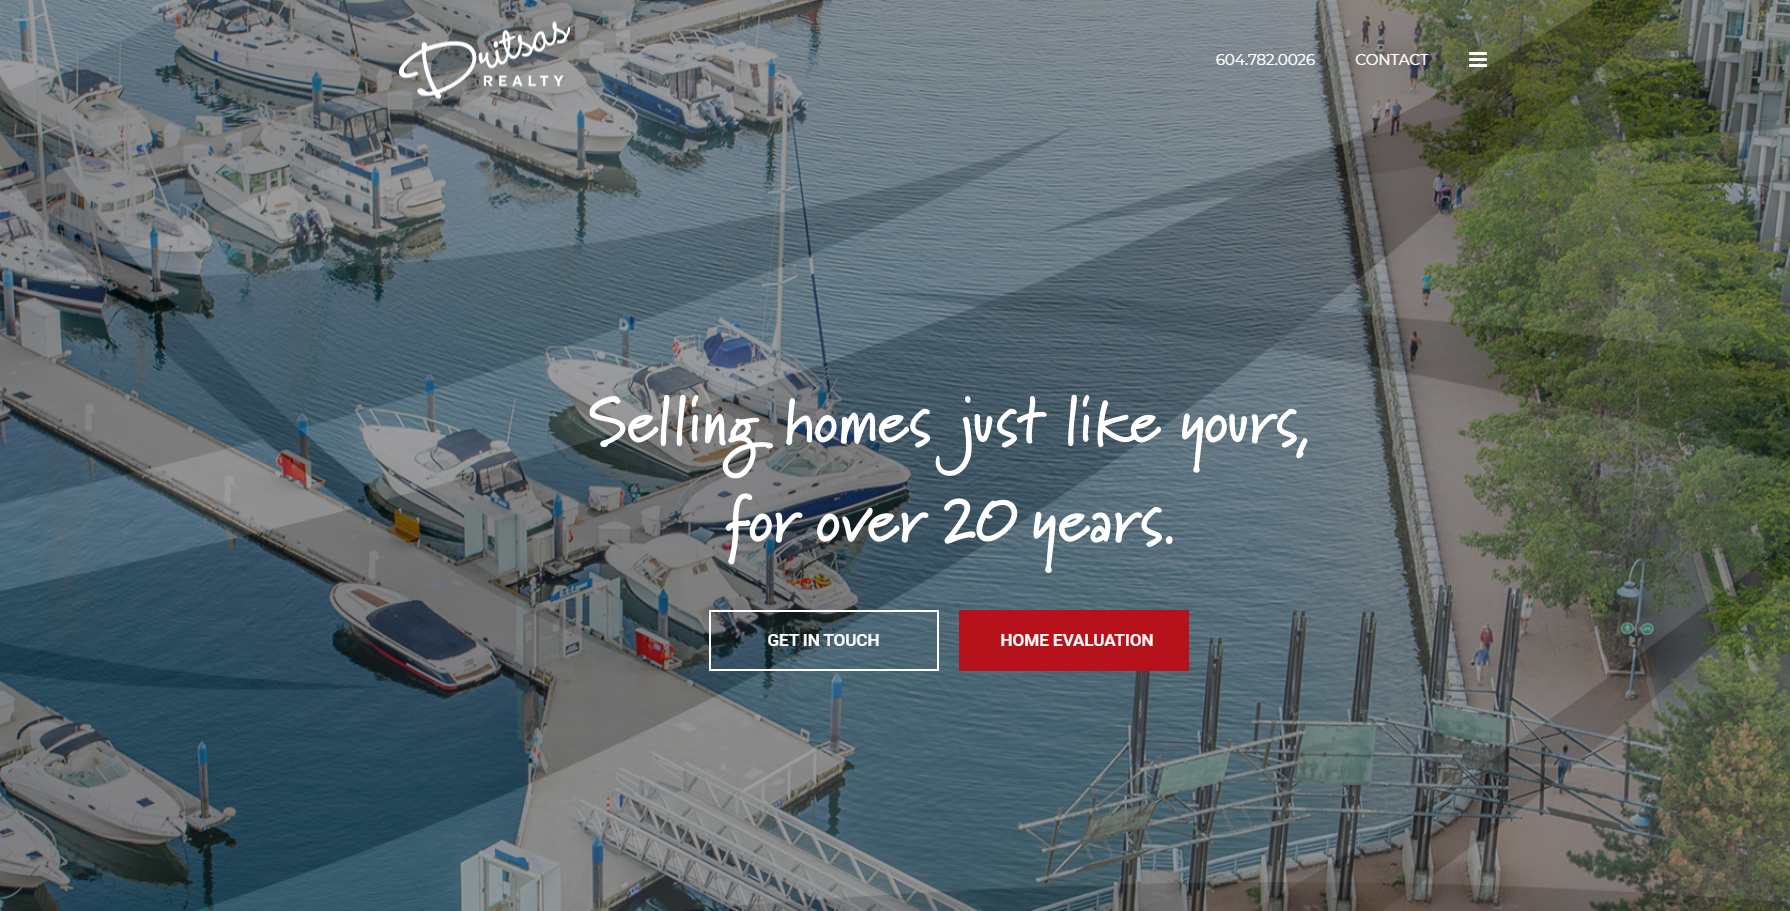 Dritsas
REALTY
604.782.0026
CONTACT
Selling homes just like yours,
for over 20 years.
GET IN TOUCH
HOME EVALUATION